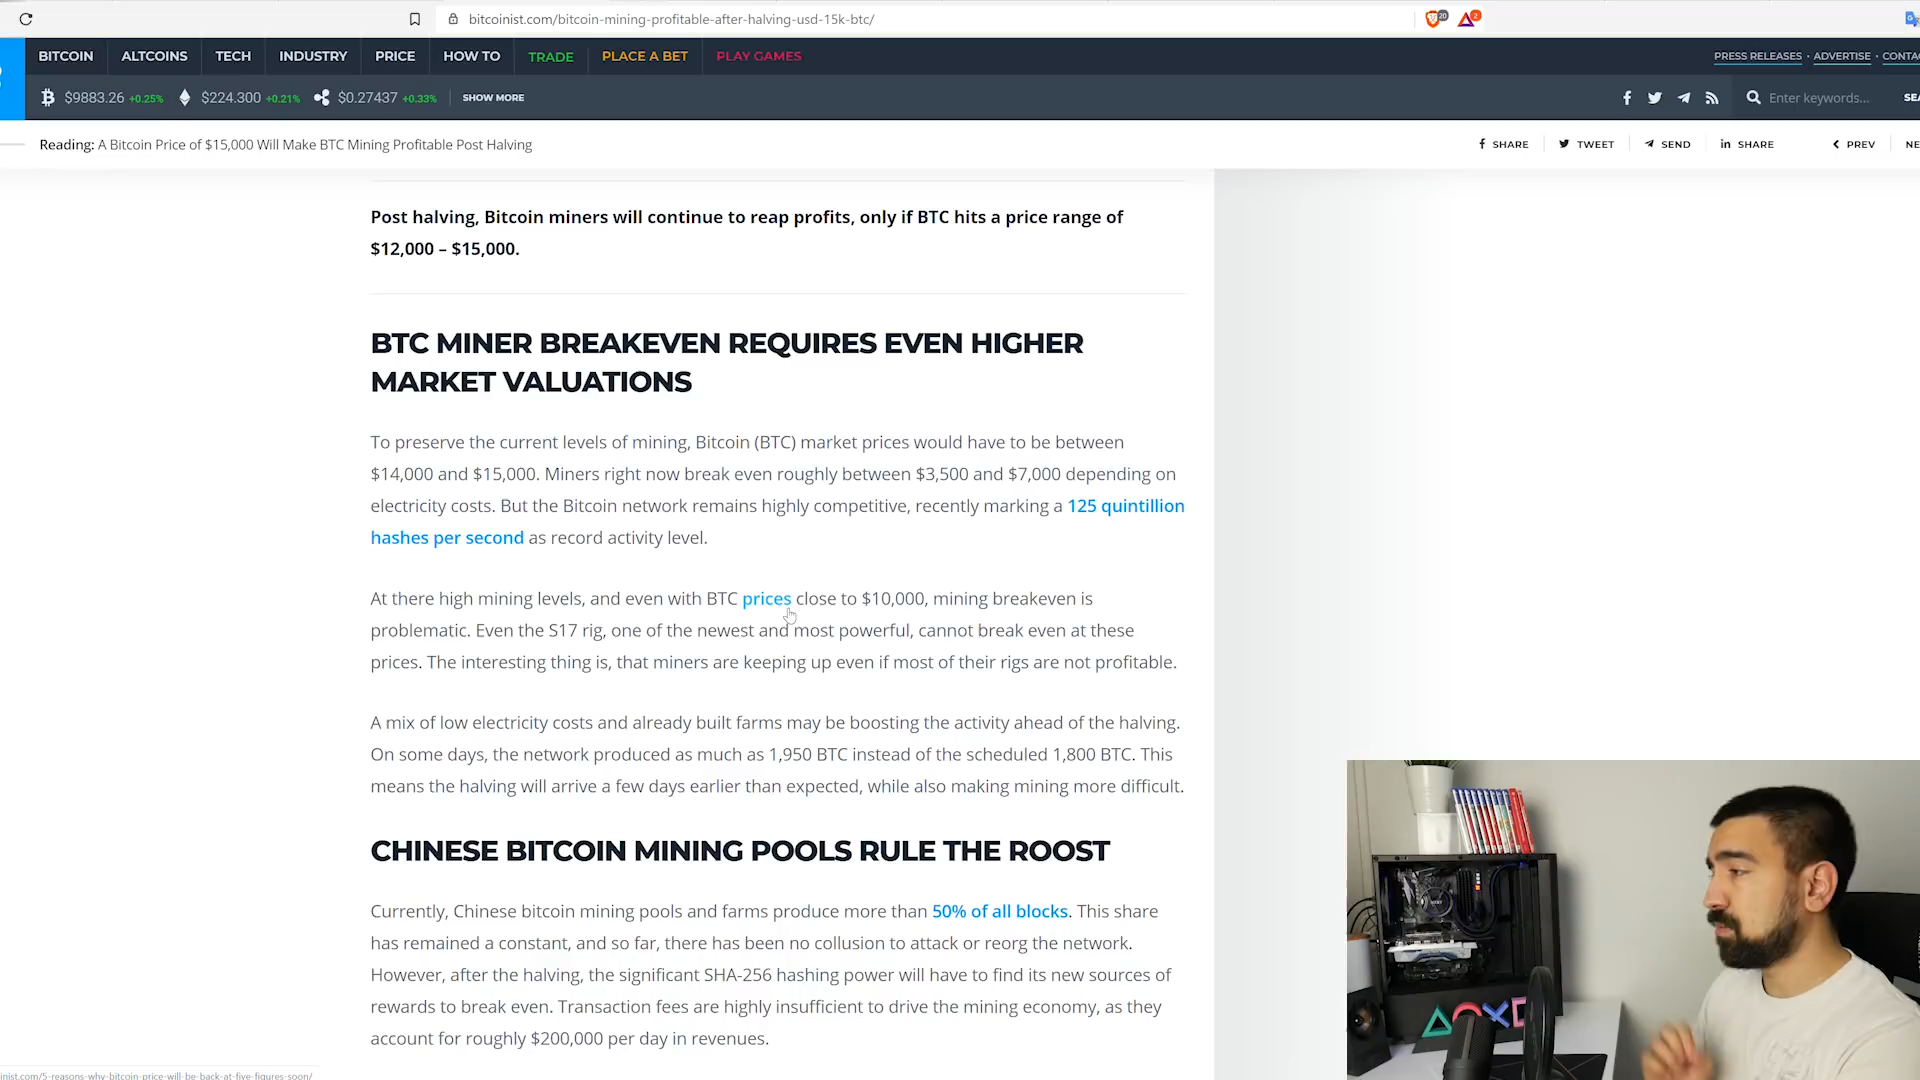 bitcoinist.com/bitcoin-mining-profitable-after-halving-usd-15k-btc/
20
2
BITCOIN ALTCOINS TECH INDUSTRY PRICE HOW TO TRADE PLACE A BET PLAY GAMES
PRESS RELEASES · ADVERTISE · CONTAC
$9883.26 +0.25% $224.300 +0.21% $0.27437 +0.33% SHOW MORE
Enter keywords... SEA
Reading: A Bitcoin Price of $15,000 Will Make BTC Mining Profitable Post Halving
SHARE TWEET SEND SHARE PREV NE
Post halving, Bitcoin miners will continue to reap profits, only if BTC hits a price range of
$12,000 – $15,000.
BTC MINER BREAKEVEN REQUIRES EVEN HIGHER
MARKET VALUATIONS
To preserve the current levels of mining, Bitcoin (BTC) market prices would have to be between
$14,000 and $15,000. Miners right now break even roughly between $3,500 and $7,000 depending on
electricity costs. But the Bitcoin network remains highly competitive, recently marking a 125 quintillion
hashes per second as record activity level.
At there high mining levels, and even with BTC prices close to $10,000, mining breakeven is
problematic. Even the S17 rig, one of the newest and most powerful, cannot break even at these
prices. The interesting thing is, that miners are keeping up even if most of their rigs are not profitable.
A mix of low electricity costs and already built farms may be boosting the activity ahead of the halving.
On some days, the network produced as much as 1,950 BTC instead of the scheduled 1,800 BTC. This
means the halving will arrive a few days earlier than expected, while also making mining more difficult.
CHINESE BITCOIN MINING POOLS RULE THE ROOST
Currently, Chinese bitcoin mining pools and farms produce more than 50% of all blocks. This share
has remained a constant, and so far, there has been no collusion to attack or reorg the network.
However, after the halving, the significant SHA-256 hashing power will have to find its new sources of
rewards to break even. Transaction fees are highly insufficient to drive the mining economy, as they
account for roughly $200,000 per day in revenues.
inist.com/5-reasons-why-bitcoin-price-will-be-back-at-five-figures-soon/